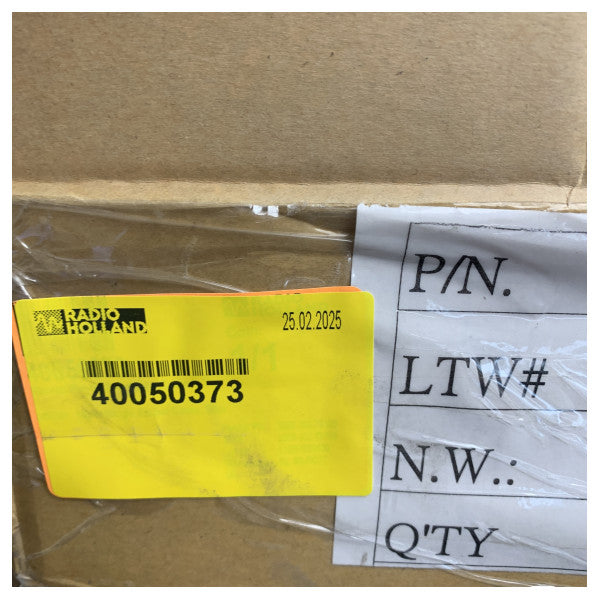 RADIO
HOLLAND
25.02.2025
40050373
P/N.
LTW#
N.W.:
Q'TY